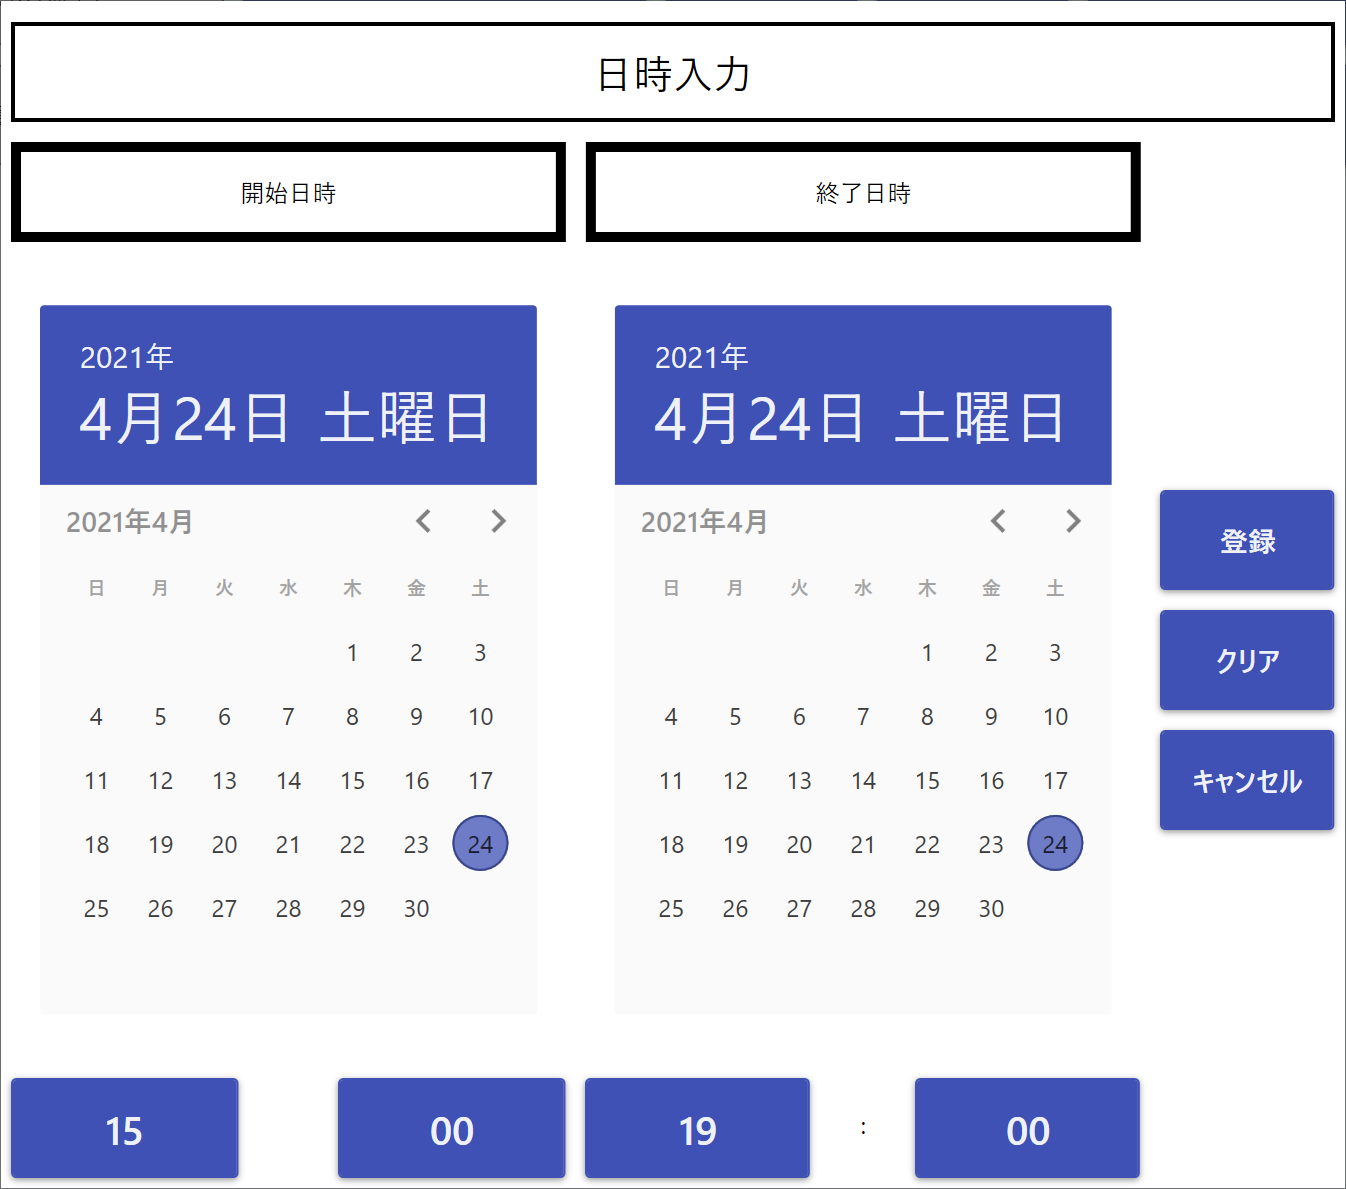 日時入力
開始日時
終了日時
2021年
4月24日 土曜日
2021年4月
日 月 火 水 木 金 土
1 2 3
4 5 6 7 8 9 10
11 12 13 14 15 16 17
18 19 20 21 22 23 24
25 26 27 28 29 30
2021年
4月24日 土曜日
2021年4月
日 月 火 水 木 金 土
1 2 3
4 5 6 7 8 9 10
11 12 13 14 15 16 17
18 19 20 21 22 23 24
25 26 27 28 29 30
登録
クリア
キャンセル
15 00
19 : 00